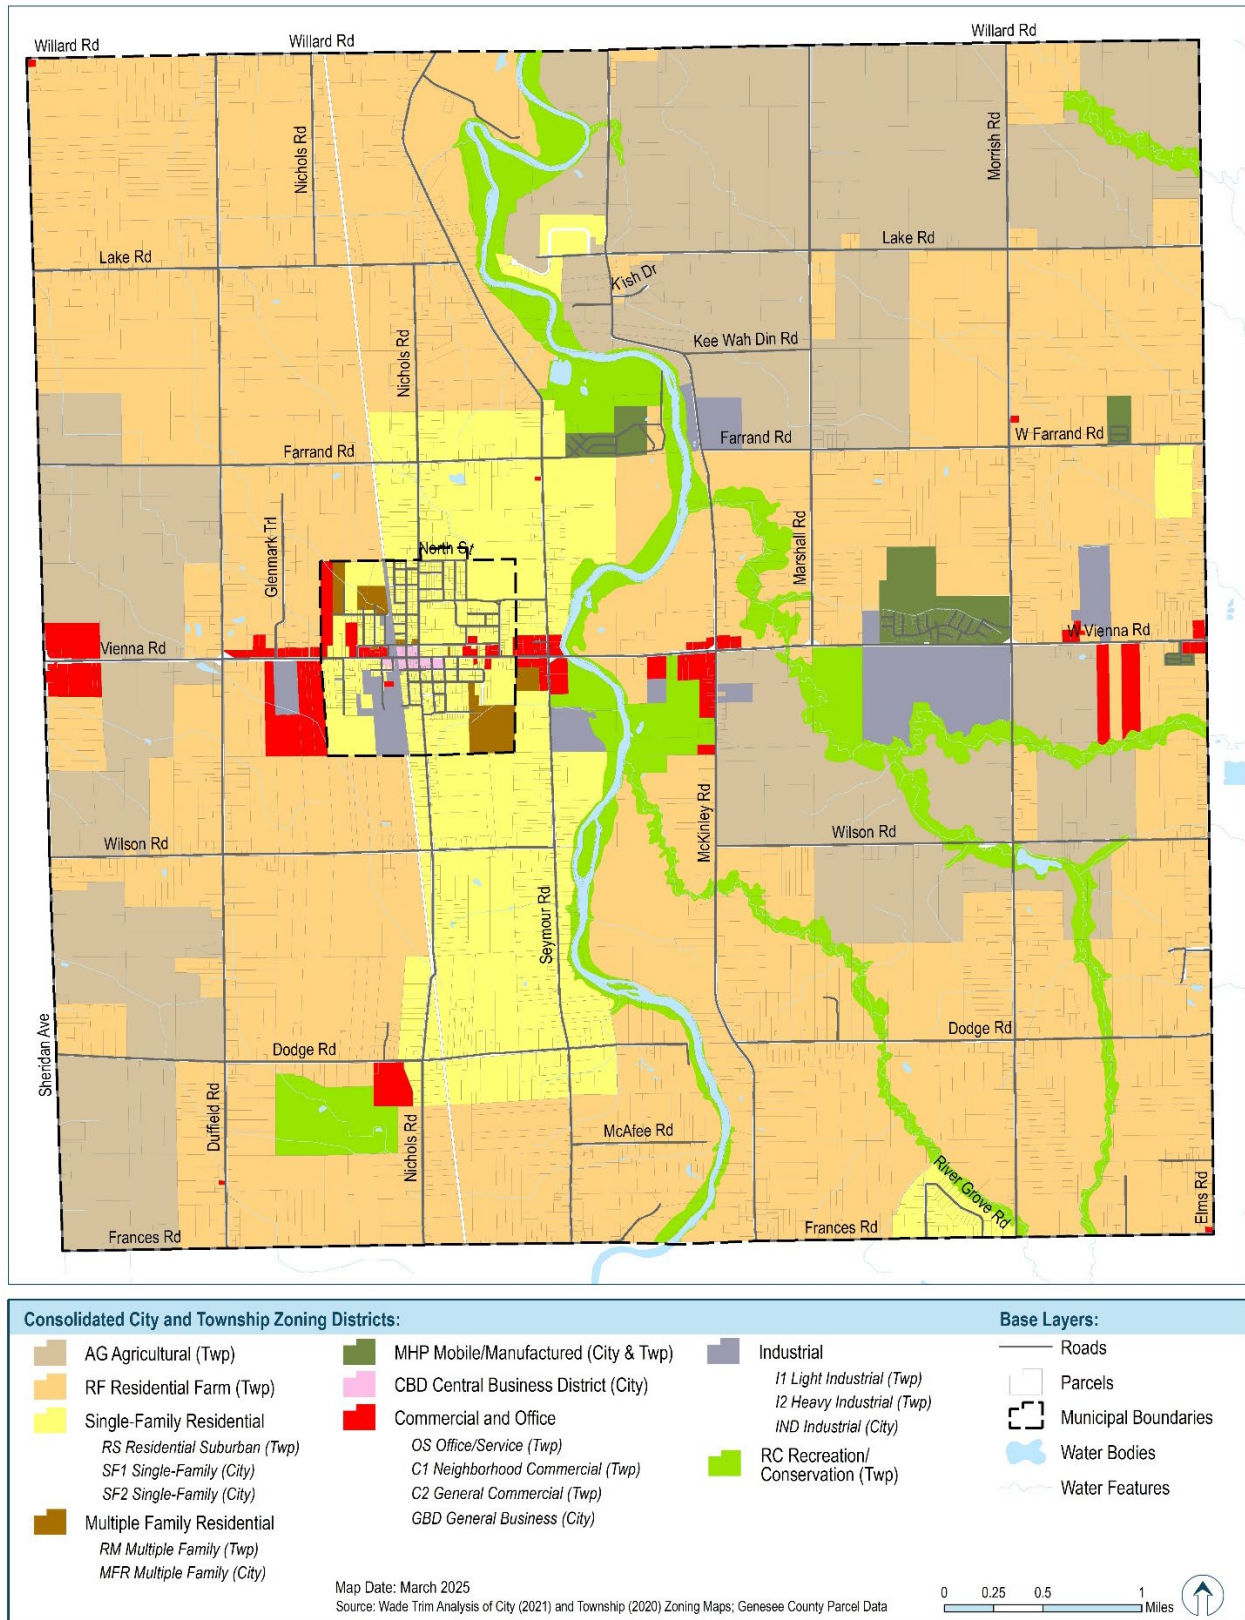 Willard Rd
Willard Rd
Willard Rd
Nichols Rd
Morrish Rd
Lake Rd
Lake Rd
Kish Dr
Kee Wah Din Rd
Nichols Rd
Farrand Rd
Farrand Rd
W Farrand Rd
Glenmark Trl
North St
Marshall Rd
Vienna Rd
W Vienna Rd
Wilson Rd
Wilson Rd
McKinley Rd
Seymour Rd
Sheridan Ave
Dodge Rd
Dodge Rd
Duffield Rd
Nichols Rd
McAfee Rd
River Grove Rd
Elms Rd
Frances Rd
Frances Rd
Consolidated City and Township Zoning Districts:
AG Agricultural (Twp)
RF Residential Farm (Twp)
Single-Family Residential
RS Residential Suburban (Twp)
SF1 Single-Family (City)
SF2 Single-Family (City)
Multiple Family Residential
RM Multiple Family (Twp)
MFR Multiple Family (City)
MHP Mobile/Manufactured (City & Twp)
CBD Central Business District (City)
Commercial and Office
OS Office/Service (Twp)
C1 Neighborhood Commercial (Twp)
C2 General Commercial (Twp)
GBD General Business (City)
Industrial
I1 Light Industrial (Twp)
I2 Heavy Industrial (Twp)
IND Industrial (City)
RC Recreation/
Conservation (Twp)
Base Layers:
Roads
Parcels
Municipal Boundaries
Water Bodies
Water Features
Map Date: March 2025
Source: Wade Trim Analysis of City (2021) and Township (2020) Zoning Maps; Genesee County Parcel Data
0 0.25 0.5 1
Miles